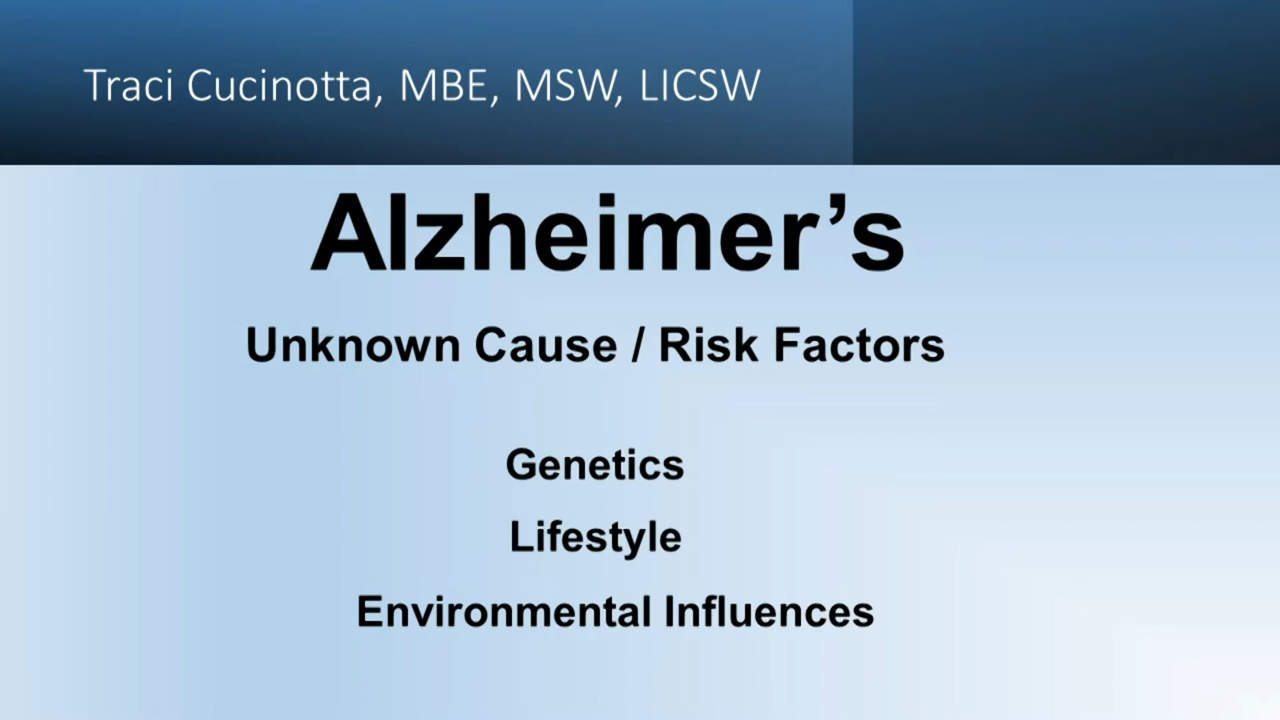 Traci Cucinotta, MBE, MSW, LICSW
Alzheimer’s
Unknown Cause / Risk Factors
Genetics
Lifestyle
Environmental Influences